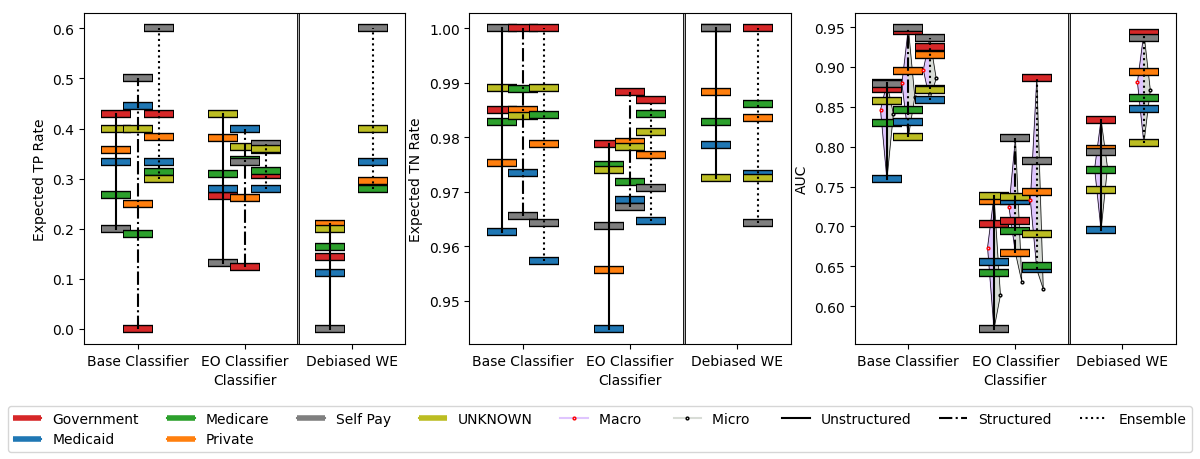 0.6
0.5
0.4
0.3
0.2
0.1
0.0
Expected TP Rate
Base Classifier
EO Classifier
Debiased WE
Classifier
1.00
0.99
0.98
0.97
0.96
0.95
Expected TN Rate
Base Classifier
EO Classifier
Debiased WE
Classifier
0.95
0.90
0.85
0.80
0.75
0.70
0.65
0.60
AUC
Base Classifier
EO Classifier
Debiased WE
Classifier
Government
Medicaid
Medicare
Private
Self Pay
UNKNOWN
Macro
Micro
Unstructured
Structured
Ensemble